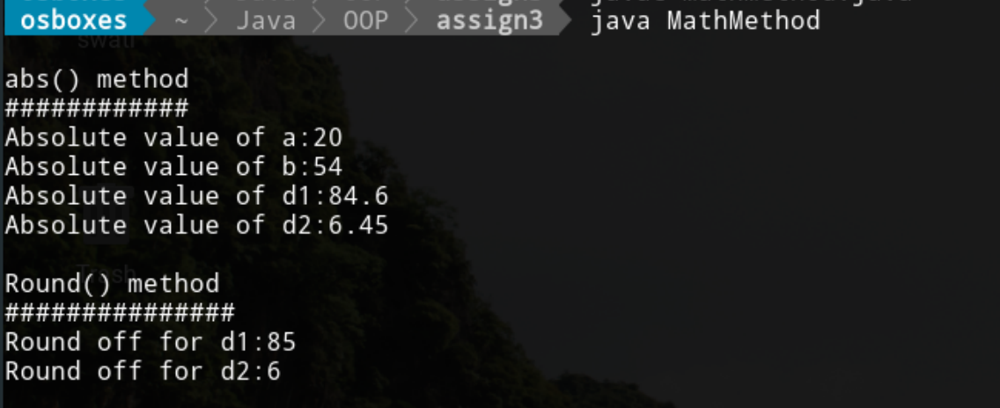 osboxes ~ Java OOP assign3 java MathMethod
swati
abs() method
############
Absolute value of a:20
Absolute value of b:54
Absolute value of d1:84.6
Absolute value of d2:6.45
Trash
Round() method
###############
Round off for d1:85
Round off for d2:6